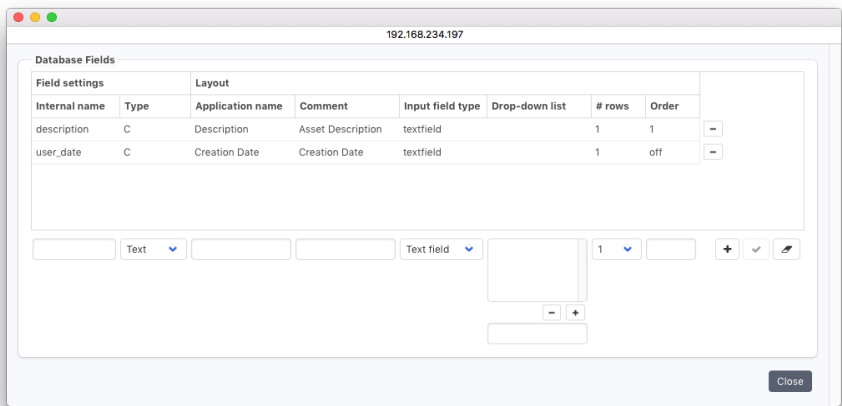 192.168.234.197
Database Fields
Field settings Layout
Internal name Type Application name Comment Input field type Drop-down list # rows Order
description C Description Asset Description textfield 1 1
user_date C Creation Date Creation Date textfield 1 off
Text Text field 1
Close